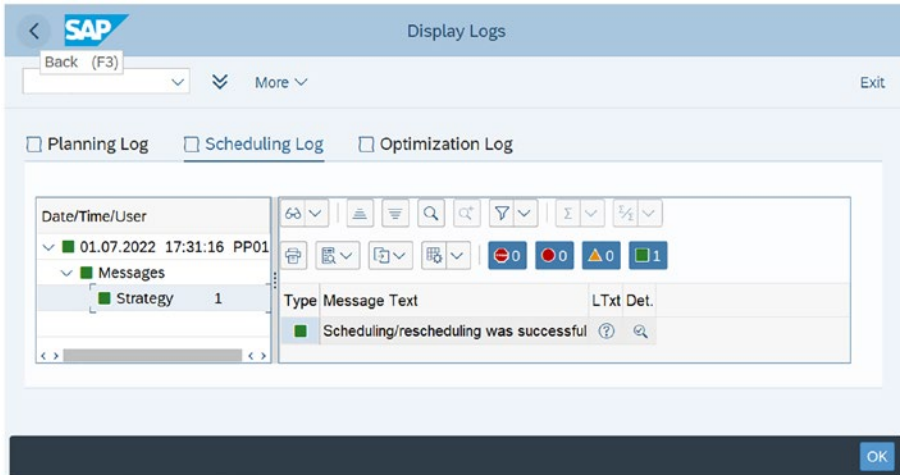 SAP
Display Logs
Back (F3)
More
Exit
Planning Log
Scheduling Log
Optimization Log
Date/Time/User
01.07.2022 17:31:16 PP01
Messages
Strategy 1
0 0 0 1
Type Message Text LTxt Det.
Scheduling/rescheduling was successful
OK